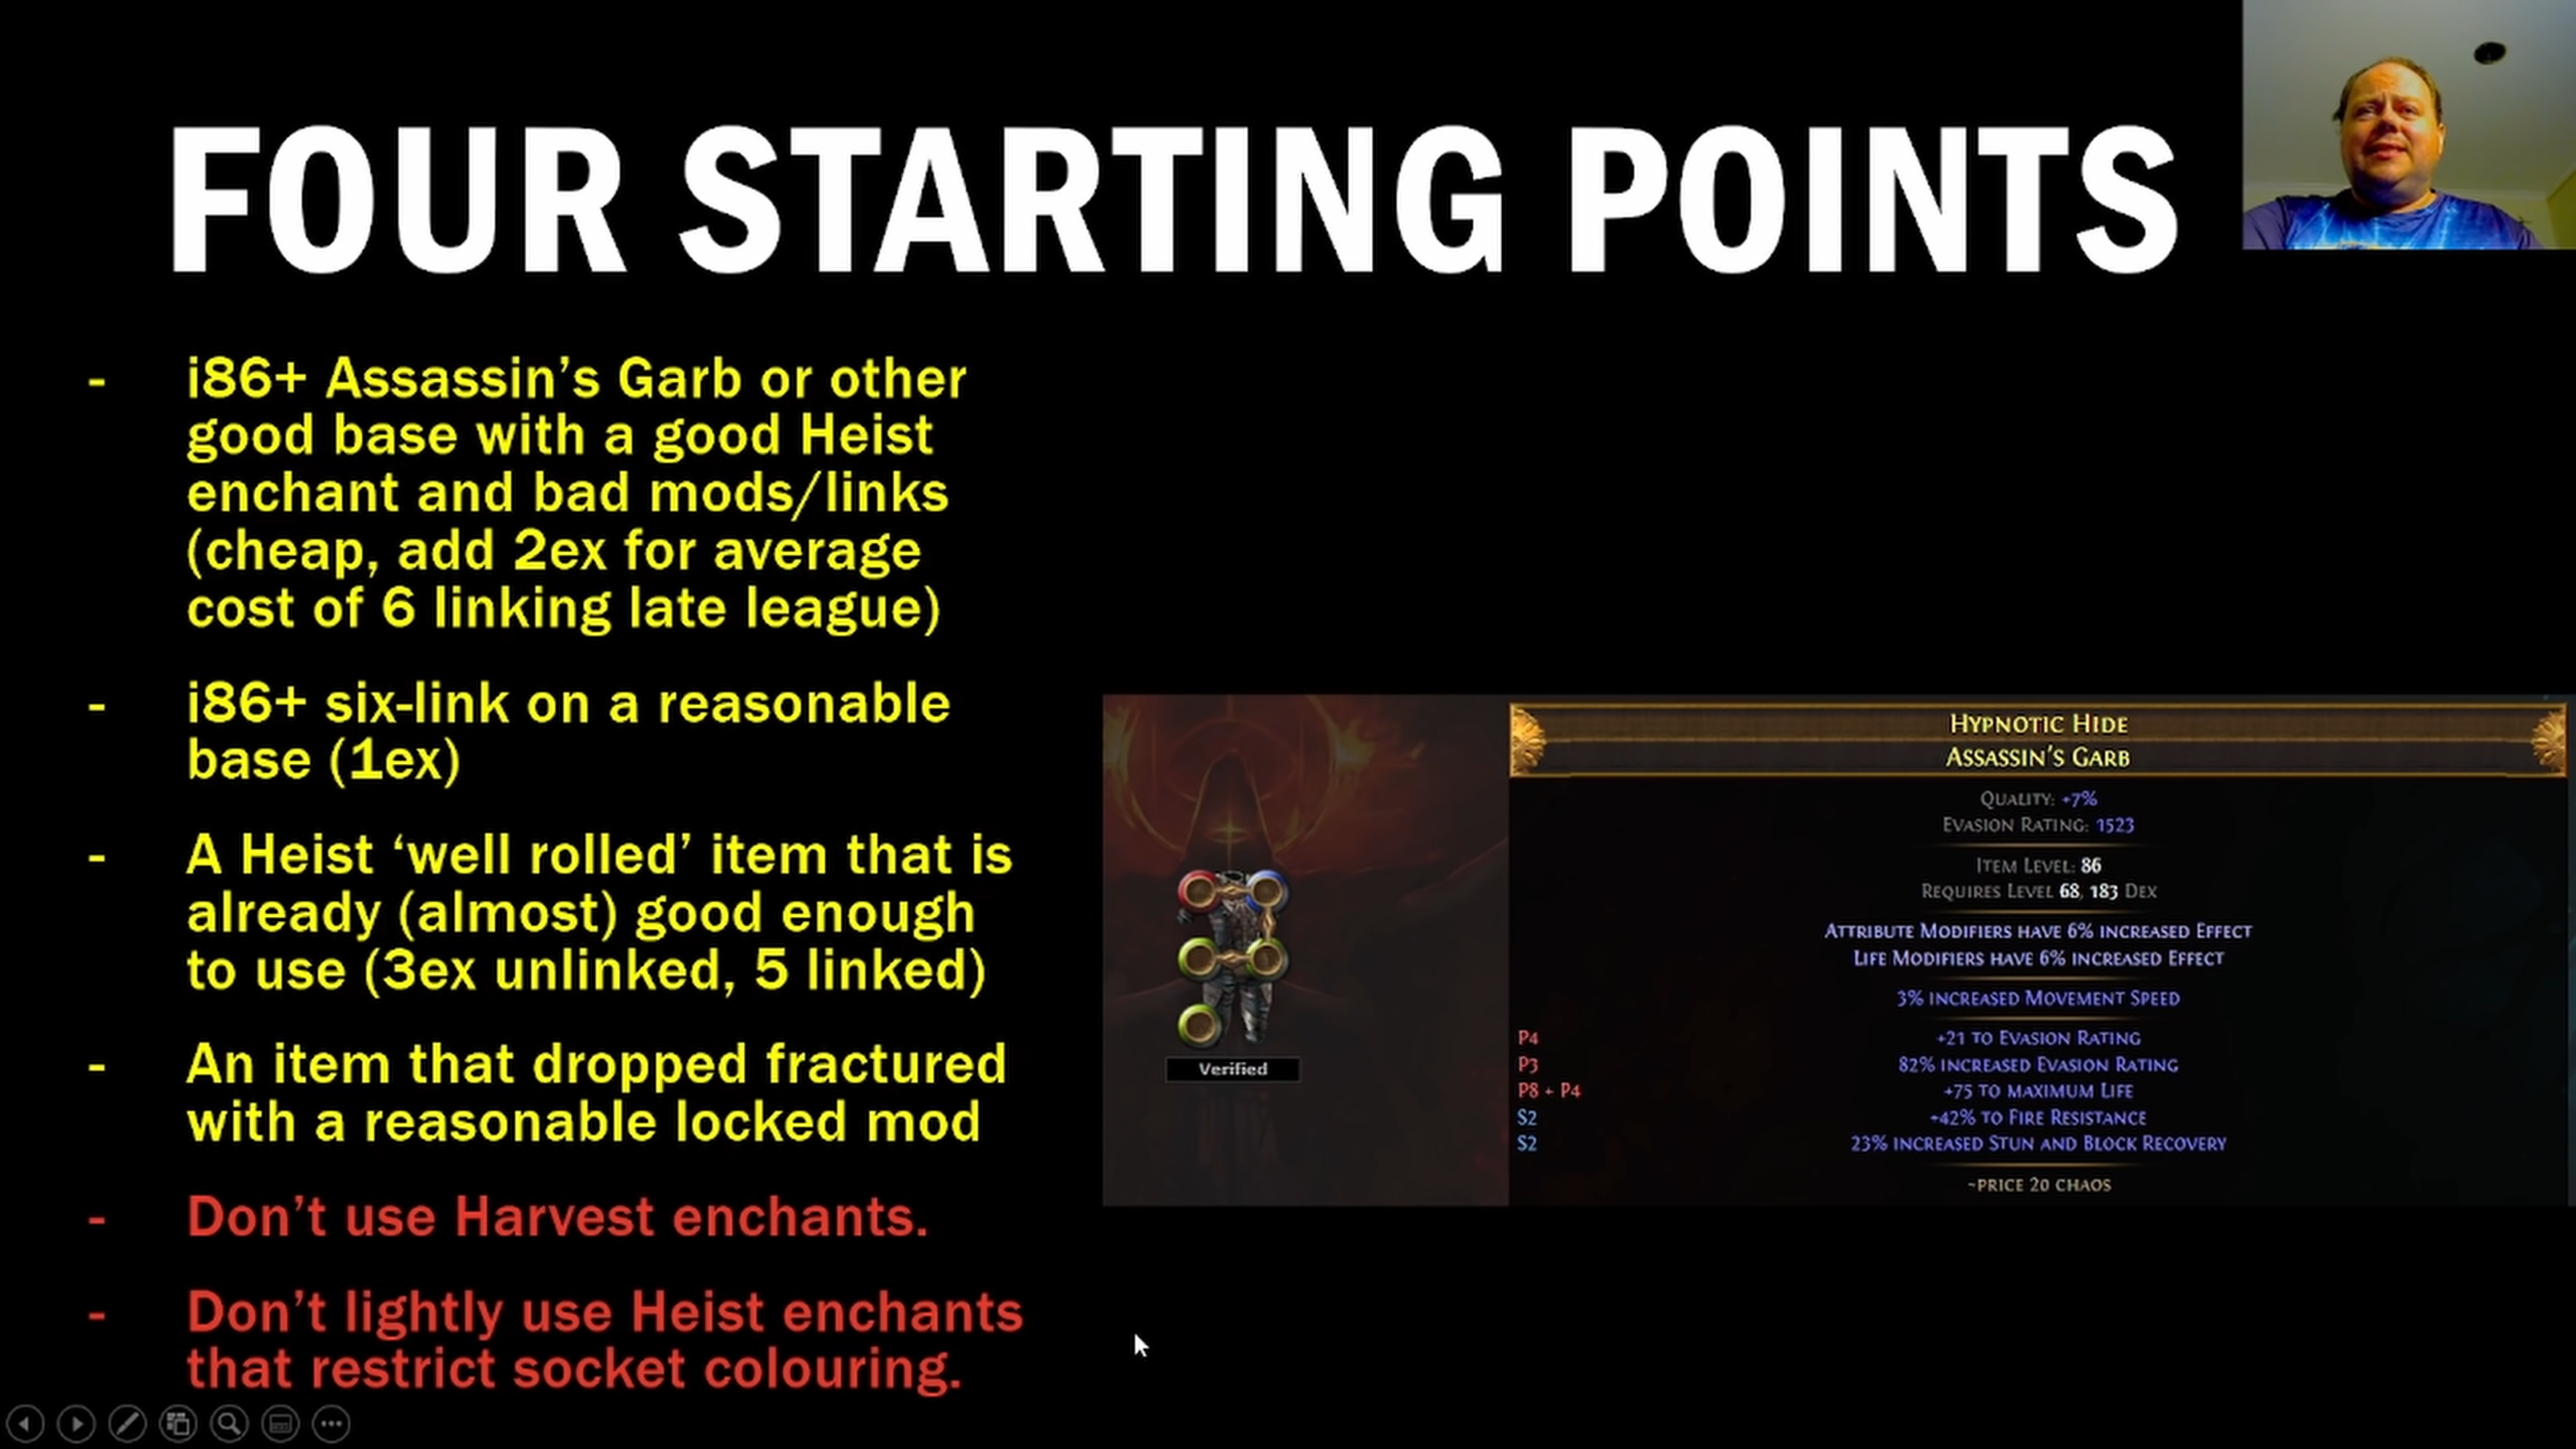 FOUR STARTING POINTS
- i86+ Assassin’s Garb or other
good base with a good Heist
enchant and bad mods/links
(cheap, add 2ex for average
cost of 6 linking late league)
- i86+ six-link on a reasonable
base (1ex)
- A Heist ‘well rolled’ item that is
already (almost) good enough
to use (3ex unlinked, 5 linked)
- An item that dropped fractured
with a reasonable locked mod
- Don’t use Harvest enchants.
- Don’t lightly use Heist enchants
that restrict socket colouring.
Verified
HYPNOTIC HIDE
ASSASSIN'S GARB
QUALITY: +7%
EVASION RATING: 1523
ITEM LEVEL: 86
REQUIRES LEVEL 68, 183 DEX
ATTRIBUTE MODIFIERS HAVE 6% INCREASED EFFECT
LIFE MODIFIERS HAVE 6% INCREASED EFFECT
3% INCREASED MOVEMENT SPEED
P4 +21 TO EVASION RATING
P3 82% INCREASED EVASION RATING
P8 + P4 +75 TO MAXIMUM LIFE
S2 +42% TO FIRE RESISTANCE
S2 23% INCREASED STUN AND BLOCK RECOVERY
~PRICE 20 CHAOS